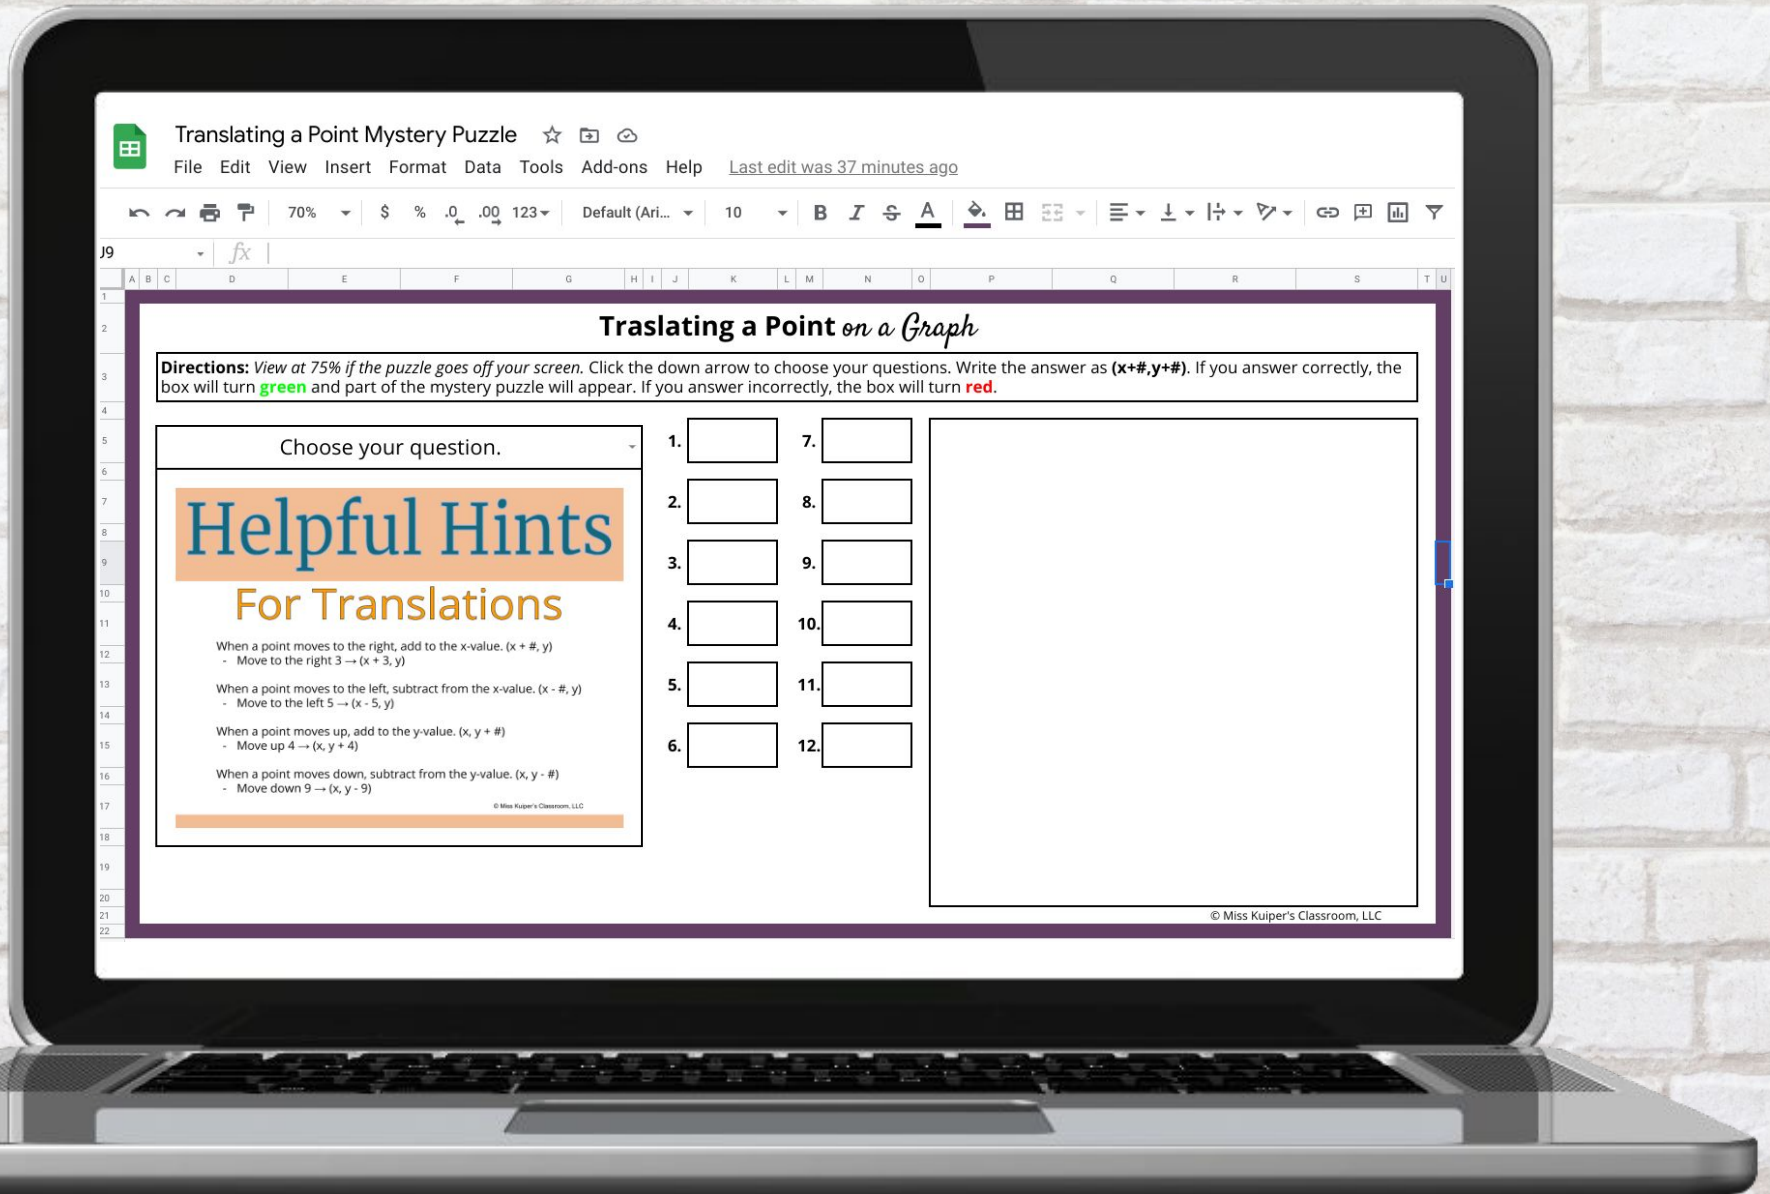 Translating a Point Mystery Puzzle
File Edit View Insert Format Data Tools Add-ons Help Last edit was 37 minutes ago
70% $ % .0 .00 123 Default (Ari... 10 B I S A
J9 fx
A B C D E F G H I J K L M N O P Q R S T U
1
2
3
4
5
6
7
8
9
10
11
12
13
14
15
16
17
18
19
20
21
22
Traslating a Point on a Graph
Directions: View at 75% if the puzzle goes off your screen. Click the down arrow to choose your questions. Write the answer as (x+#,y+#). If you answer correctly, the
box will turn green and part of the mystery puzzle will appear. If you answer incorrectly, the box will turn red.
Choose your question.
Helpful Hints
For Translations
When a point moves to the right, add to the x-value. (x + #, y)
- Move to the right 3 → (x + 3, y)
When a point moves to the left, subtract from the x-value. (x - #, y)
- Move to the left 5 → (x - 5, y)
When a point moves up, add to the y-value. (x, y + #)
- Move up 4 → (x, y + 4)
When a point moves down, subtract from the y-value. (x, y - #)
- Move down 9 → (x, y - 9)
© Miss Kuiper's Classroom, LLC
1. 7.
2. 8.
3. 9.
4. 10.
5. 11.
6. 12.
© Miss Kuiper's Classroom, LLC